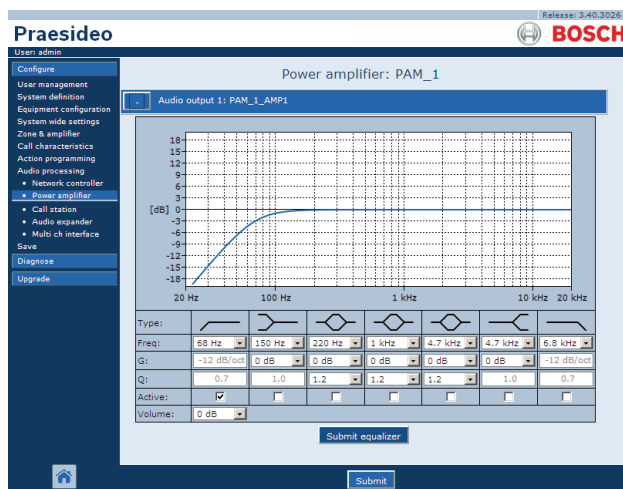 Release: 3.40.3026
Praesideo
BOSCH
User: admin
Configure
User management
System definition
Equipment configuration
System wide settings
Zone & amplifier
Call characteristics
Action programming
Audio processing
• Network controller
• Power amplifier
• Call station
• Audio expander
• Multi ch interface
Save
Diagnose
Upgrade
Power amplifier: PAM_1
- Audio output 1: PAM_1_AMP1
18
15
12
9
6
3
[dB] 0
-3
-6
-9
-12
-15
-18
20 Hz 100 Hz 1 kHz 10 kHz 20 kHz
Type:
Freq: 68 Hz 150 Hz 220 Hz 1 kHz 4.7 kHz 4.7 kHz 6.8 kHz
G: -12 dB/oct 0 dB 0 dB 0 dB 0 dB 0 dB -12 dB/oct
Q: 0.7 1.0 1.2 1.2 1.2 1.0 0.7
Active:
Volume: 0 dB
Submit equalizer
Submit